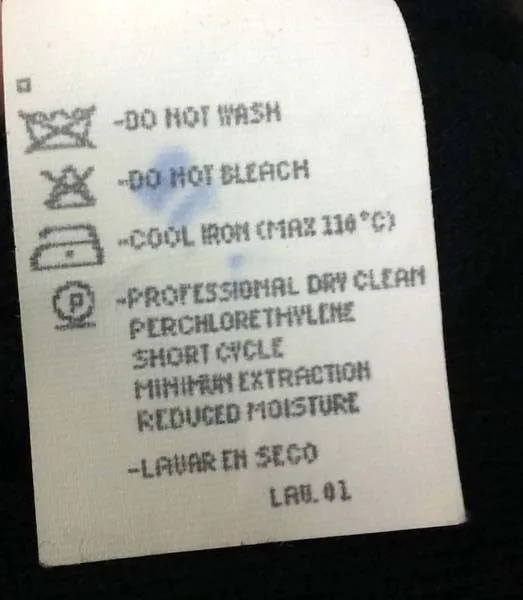 -DO NOT WASH
-DO NOT BLEACH
-COOL IRON (MAX 110°C)
P
-PROFESSIONAL DRY CLEAN
PERCHLORETHYLENE
SHORT CYCLE
MINIMUN EXTRACTION
REDUCED MOISTURE
-LAVAR EN SECO
LAV.01